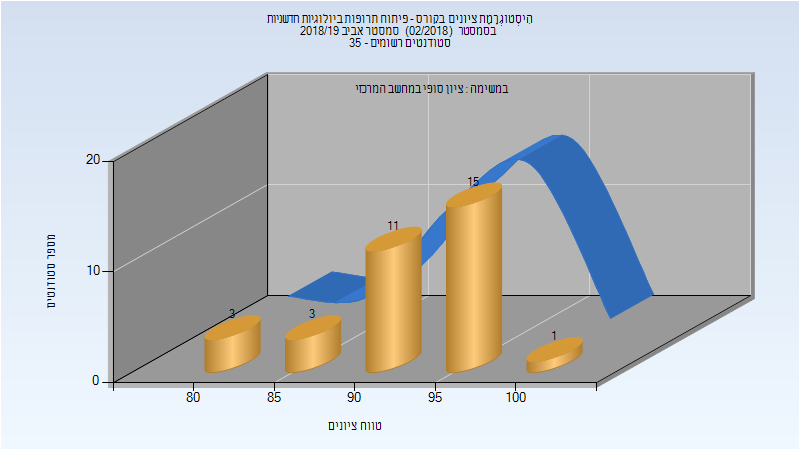 הִיסְטוֹגְרַמַת ציונים בקורס - פיתוח תרופות ביולוגיות חדשניות
בסמסטר (02/2018) סמסטר אביב 2018/19
סטודנטים רשומים - 35
במשימה : ציון סופי במחשב המרכזי
מספר סטודנטים
20
10
0
3
3
11
15
1
80
85
90
95
100
טווח ציונים